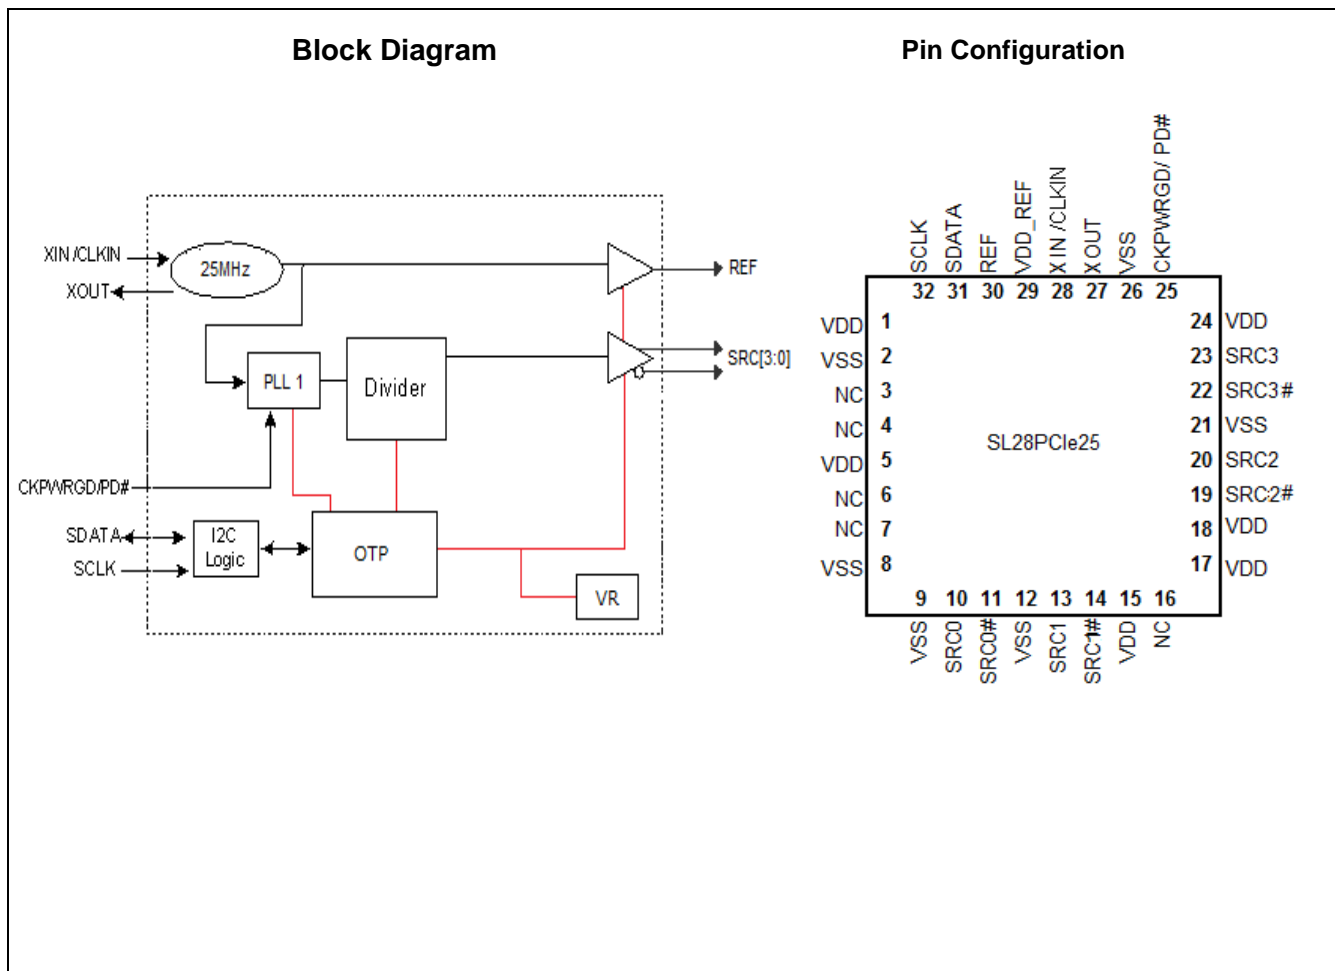 Block Diagram
XIN/CLKIN
XOUT
25MHz
REF
SRC[3:0]
PLL 1
Divider
CKPWRGD/PD#
SDATA
SCLK
I2C
Logic
OTP
VR
Pin Configuration
SCLK
SDATA
REF
VDD_REF
XIN/CLKIN
XOUT
VSS
CKPWRGD/ PD#
32 31 30 29 28 27 26 25
VDD 1
VSS 2
NC 3
NC 4
VDD 5
NC 6
NC 7
VSS 8
SL28PCIe25
24 VDD
23 SRC3
22 SRC3#
21 VSS
20 SRC2
19 SRC2#
18 VDD
17 VDD
9 10 11 12 13 14 15 16
VSS
SRC0
SRC0#
VSS
SRC1
SRC1#
VDD
NC